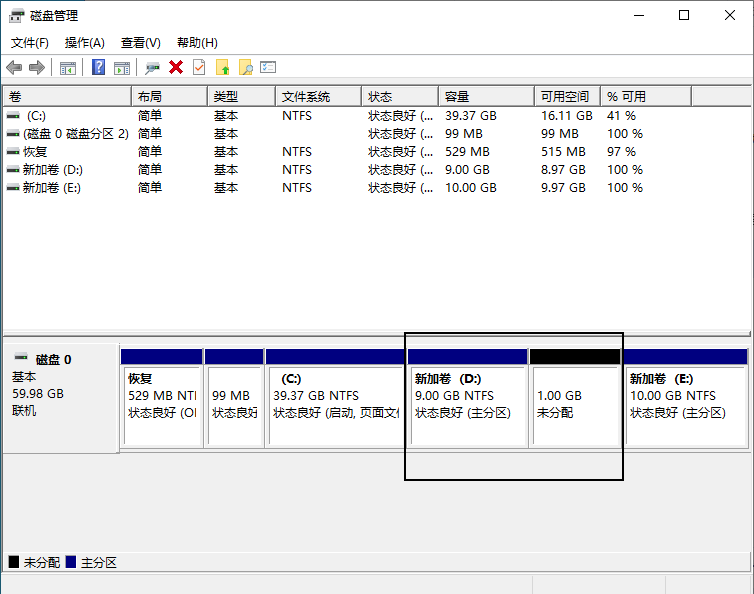 磁盘管理
文件(F) 操作(A) 查看(V) 帮助(H)
卷 布局 类型 文件系统 状态 容量 可用空间 % 可用
(C:) 简单 基本 NTFS 状态良好 (... 39.37 GB 16.11 GB 41 %
(磁盘 0 磁盘分区 2) 简单 基本 状态良好 (... 99 MB 99 MB 100 %
恢复 简单 基本 NTFS 状态良好 (... 529 MB 515 MB 97 %
新加卷 (D:) 简单 基本 NTFS 状态良好 (... 9.00 GB 8.97 GB 100 %
新加卷 (E:) 简单 基本 NTFS 状态良好 (... 10.00 GB 9.97 GB 100 %
磁盘 0
基本
59.98 GB
联机
恢复
529 MB NTI
状态良好 (OI
99 MB
状态良好
(C:)
39.37 GB NTFS
状态良好 (启动, 页面文件
新加卷 (D:)
9.00 GB NTFS
状态良好 (主分区)
1.00 GB
未分配
新加卷 (E:)
10.00 GB NTFS
状态良好 (主分区)
未分配 主分区